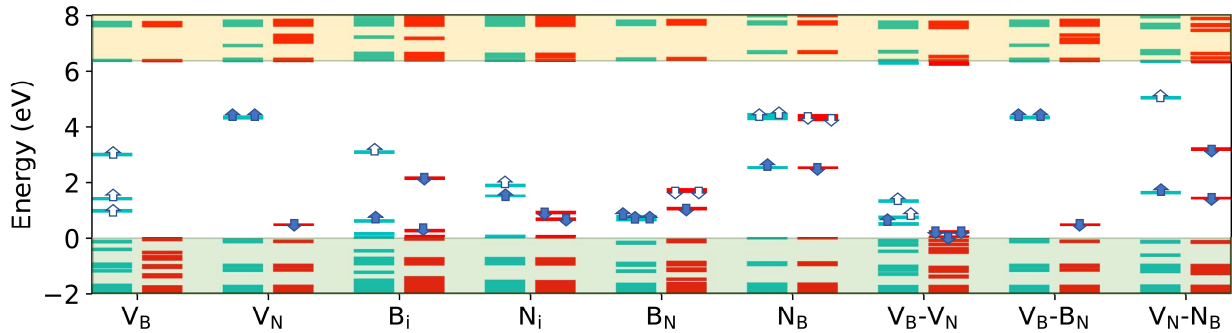 8
6
4
2
0
−2
Energy (eV)
V_B
V_N
B_i
N_i
B_N
N_B
V_B-V_N
V_B-B_N
V_N-N_B